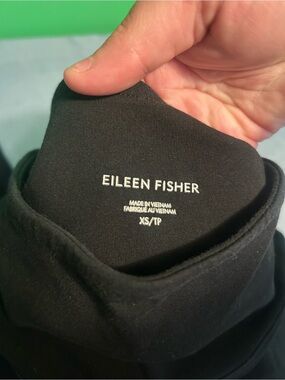 EILEEN FISHER
MADE IN VIETNAM
FABRIQUÉ AU VIETNAM
XS/TP